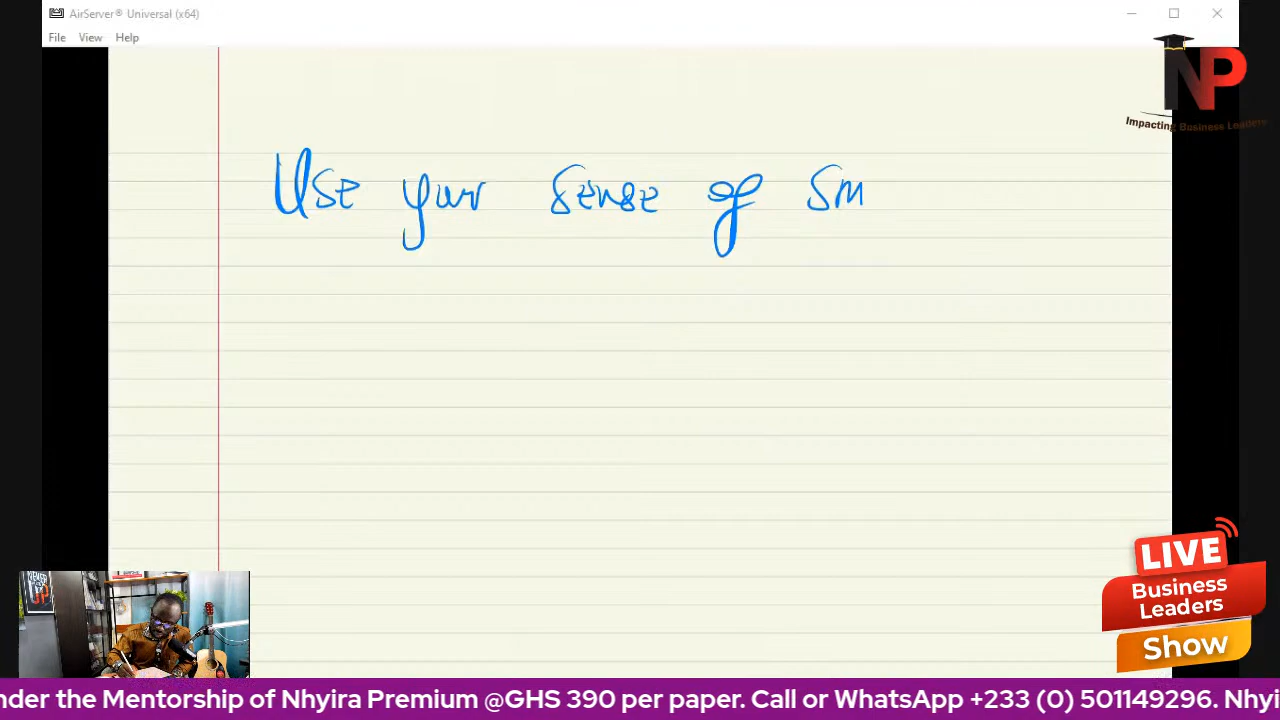 AirServer® Universal (x64)
File View Help
NP
Impacting Business Leaders
Use your sense of sm
LIVE
Business
Leaders
Show
nder the Mentorship of Nhyira Premium @GHS 390 per paper. Call or WhatsApp +233 (0) 501149296. Nhyi